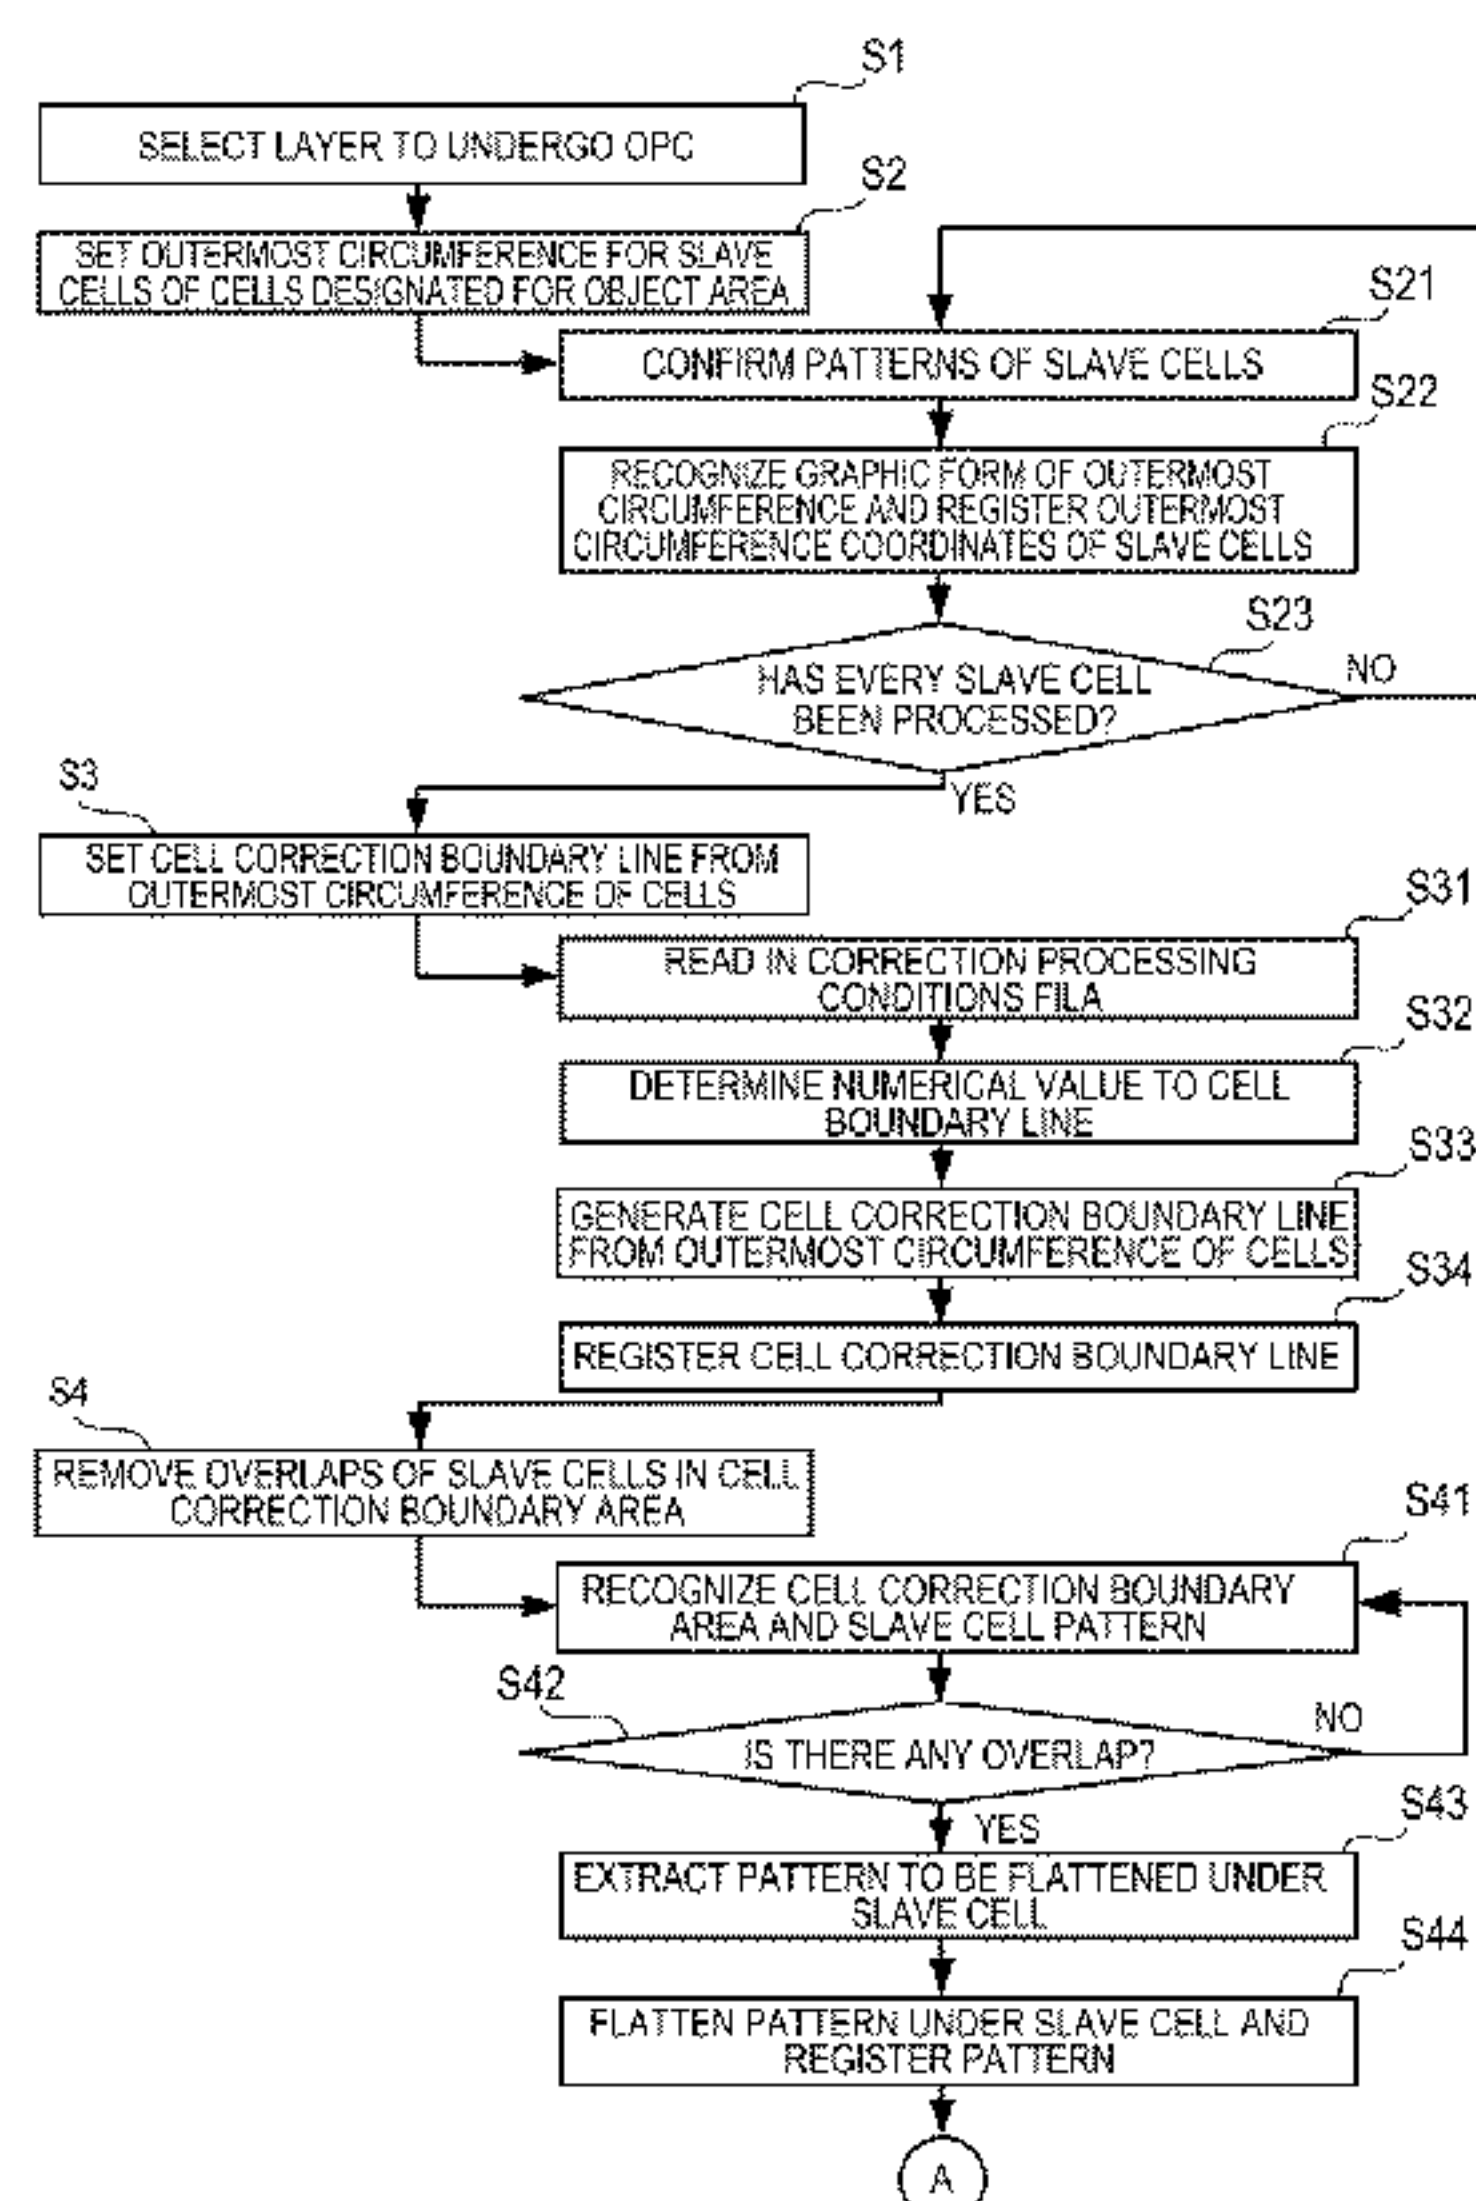 S1
SELECT LAYER TO UNDERGO OPC
S2
SET OUTERMOST CIRCUMFERENCE FOR SLAVE
CELLS OF CELLS DESIGNATED FOR OBJECT AREA
S21
CONFIRM PATTERNS OF SLAVE CELLS
S22
RECOGNIZE GRAPHIC FORM OF OUTERMOST
CIRCUMFERENCE AND REGISTER OUTERMOST
CIRCUMFERENCE COORDINATES OF SLAVE CELLS
S23
HAS EVERY SLAVE CELL
BEEN PROCESSED?
NO
YES
S3
SET CELL CORRECTION BOUNDARY LINE FROM
OUTERMOST CIRCUMFERENCE OF CELLS
S31
READ IN CORRECTION PROCESSING
CONDITIONS FILA
S32
DETERMINE NUMERICAL VALUE TO CELL
BOUNDARY LINE
S33
GENERATE CELL CORRECTION BOUNDARY LINE
FROM OUTERMOST CIRCUMFERENCE OF CELLS
S34
REGISTER CELL CORRECTION BOUNDARY LINE
S4
REMOVE OVERLAPS OF SLAVE CELLS IN CELL
CORRECTION BOUNDARY AREA
S41
RECOGNIZE CELL CORRECTION BOUNDARY
AREA AND SLAVE CELL PATTERN
S42
IS THERE ANY OVERLAP?
NO
YES
S43
EXTRACT PATTERN TO BE FLATTENED UNDER
SLAVE CELL
S44
FLATTEN PATTERN UNDER SLAVE CELL AND
REGISTER PATTERN
A